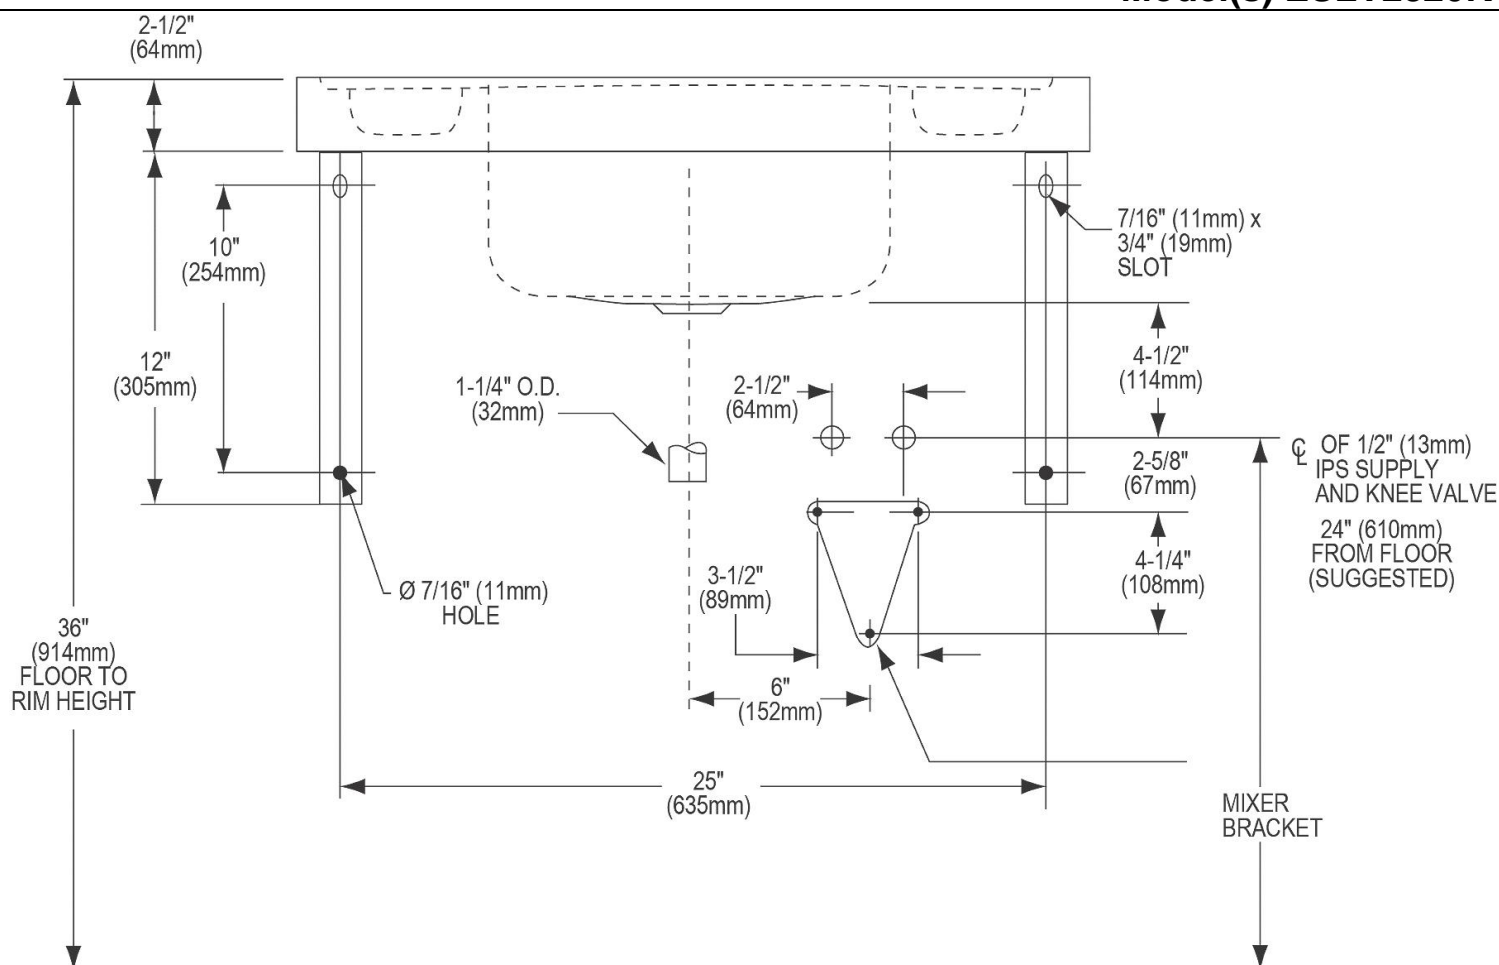 2-1/2"
(64mm)
10"
(254mm)
12"
(305mm)
7/16" (11mm) x
3/4" (19mm)
SLOT
4-1/2"
(114mm)
1-1/4" O.D.
(32mm)
2-1/2"
(64mm)
2-5/8"
(67mm)
℄ OF 1/2" (13mm)
IPS SUPPLY
AND KNEE VALVE
24" (610mm)
FROM FLOOR
(SUGGESTED)
4-1/4"
(108mm)
3-1/2"
(89mm)
Ø 7/16" (11mm)
HOLE
36"
(914mm)
FLOOR TO
RIM HEIGHT
6"
(152mm)
25"
(635mm)
MIXER
BRACKET